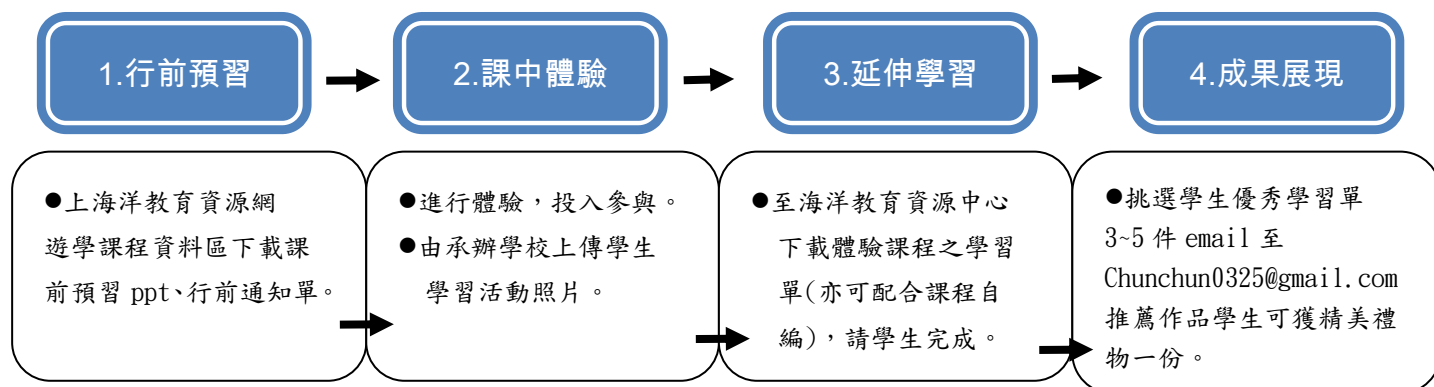 1.行前預習
2.課中體驗
3.延伸學習
4.成果展現
●上海洋教育資源網
遊學課程資料區下載課
前預習 ppt、行前通知單。
●進行體驗，投入參與。
●由承辦學校上傳學生
學習活動照片。
●至海洋教育資源中心
下載體驗課程之學習
單(亦可配合課程自
編)，請學生完成。
●挑選學生優秀學習單
3~5 件 email 至
Chunchun0325@gmail.com
推薦作品學生可獲精美禮
物一份。